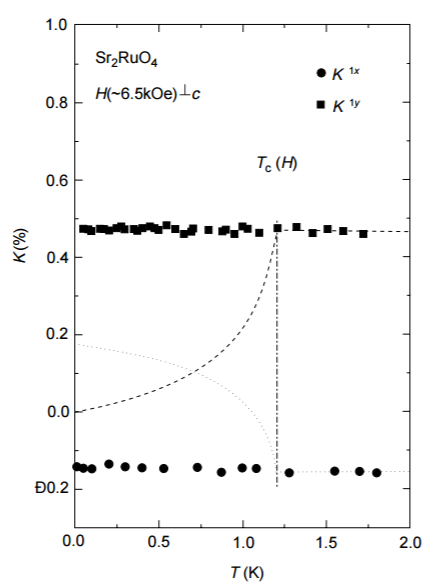 1.0
0.8
0.6
0.4
0.2
0.0
Ð0.2
K(%)
Sr₂RuO₄
H(~6.5kOe)⊥c
K ¹ˣ
K ¹ʸ
T꜀ (H)
0.0 0.5 1.0 1.5 2.0
T (K)